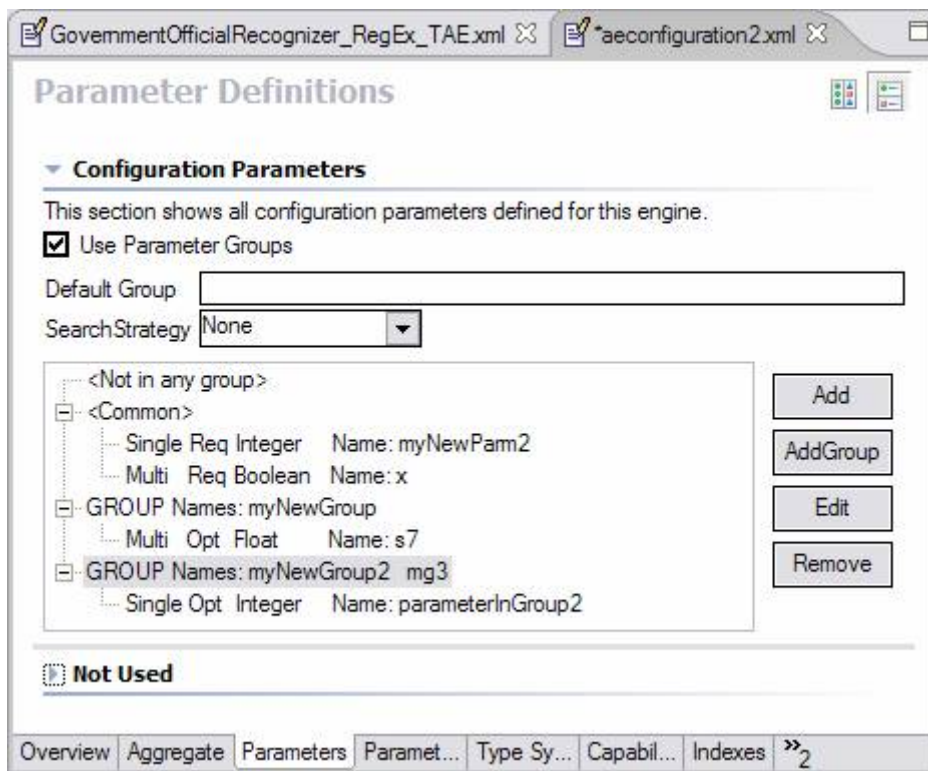 GovernmentOfficialRecognizer_RegEx_TAE.xml *aeconfiguration2.xml
Parameter Definitions
Configuration Parameters
This section shows all configuration parameters defined for this engine.
Use Parameter Groups
Default Group
SearchStrategy None
<Not in any group>
Add
<Common>
Single Req Integer Name: myNewParm2
AddGroup
Multi Req Boolean Name: x
GROUP Names: myNewGroup
Edit
Multi Opt Float Name: s7
GROUP Names: myNewGroup2 mg3
Remove
Single Opt Integer Name: parameterInGroup2
Not Used
Overview Aggregate Parameters Paramet... Type Sy... Capabil... Indexes »2